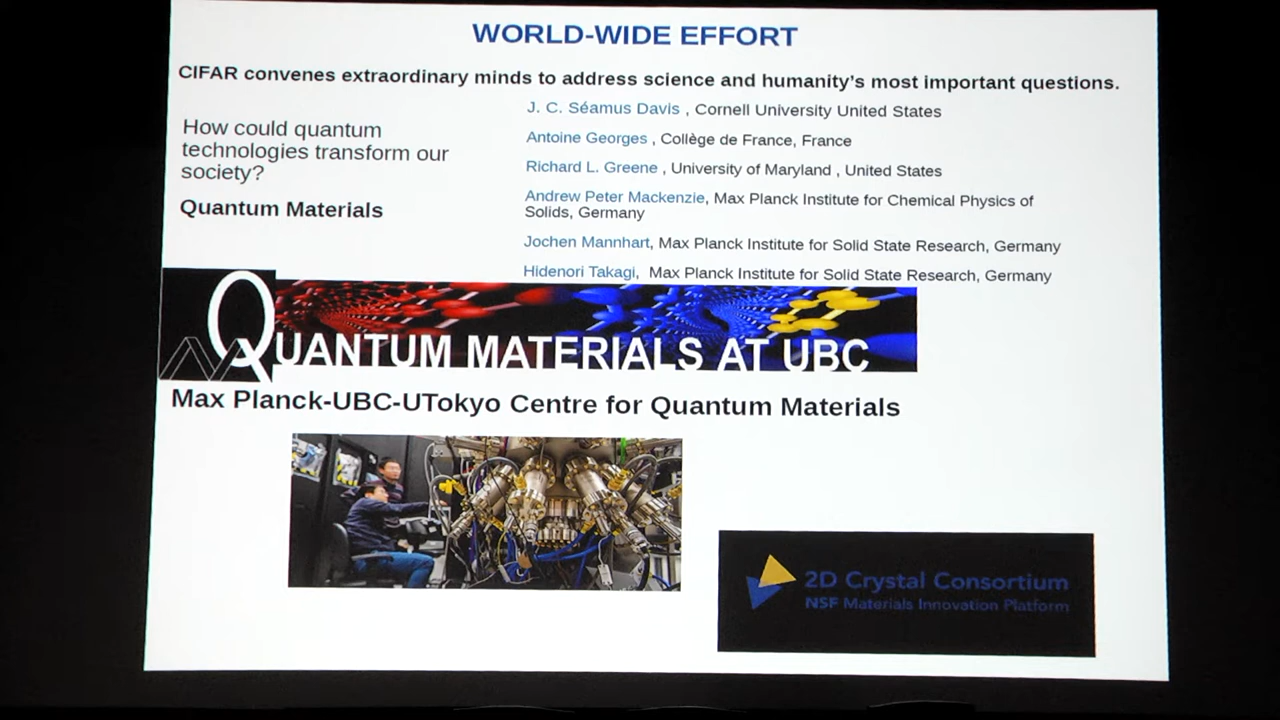 WORLD-WIDE EFFORT
CIFAR convenes extraordinary minds to address science and humanity's most important questions.
How could quantum
technologies transform our
society?
Quantum Materials
J. C. Séamus Davis , Cornell University United States
Antoine Georges , Collège de France, France
Richard L. Greene , University of Maryland , United States
Andrew Peter Mackenzie, Max Planck Institute for Chemical Physics of
Solids, Germany
Jochen Mannhart, Max Planck Institute for Solid State Research, Germany
Hidenori Takagi, Max Planck Institute for Solid State Research, Germany
QUANTUM MATERIALS AT UBC
Max Planck-UBC-UTokyo Centre for Quantum Materials
2D Crystal Consortium
NSF Materials Innovation Platform